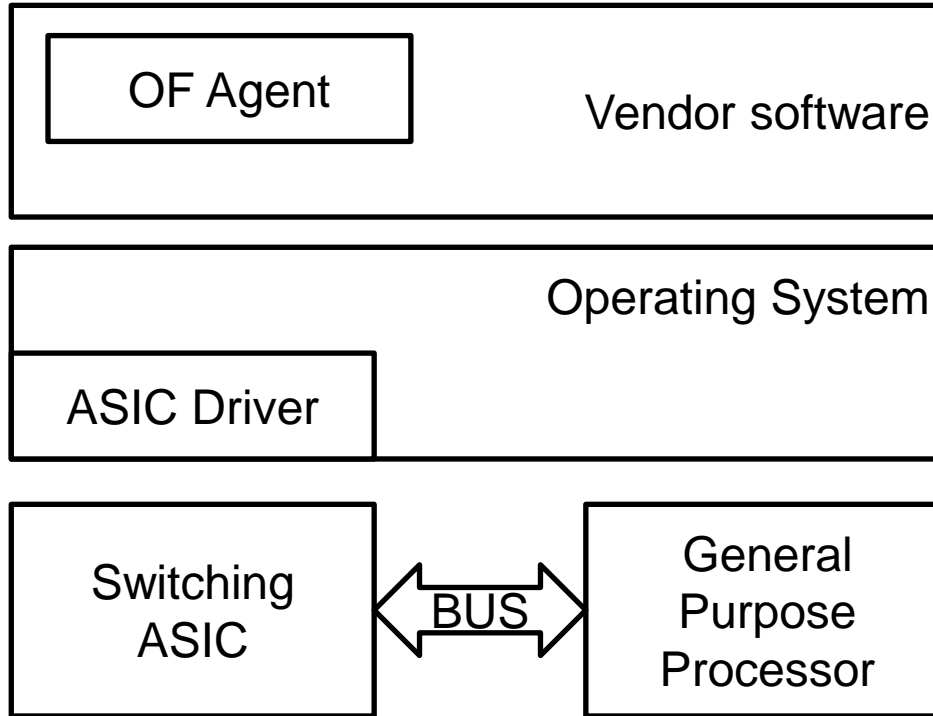 OF Agent
Vendor software
Operating System
ASIC Driver
Switching
ASIC
BUS
General
Purpose
Processor